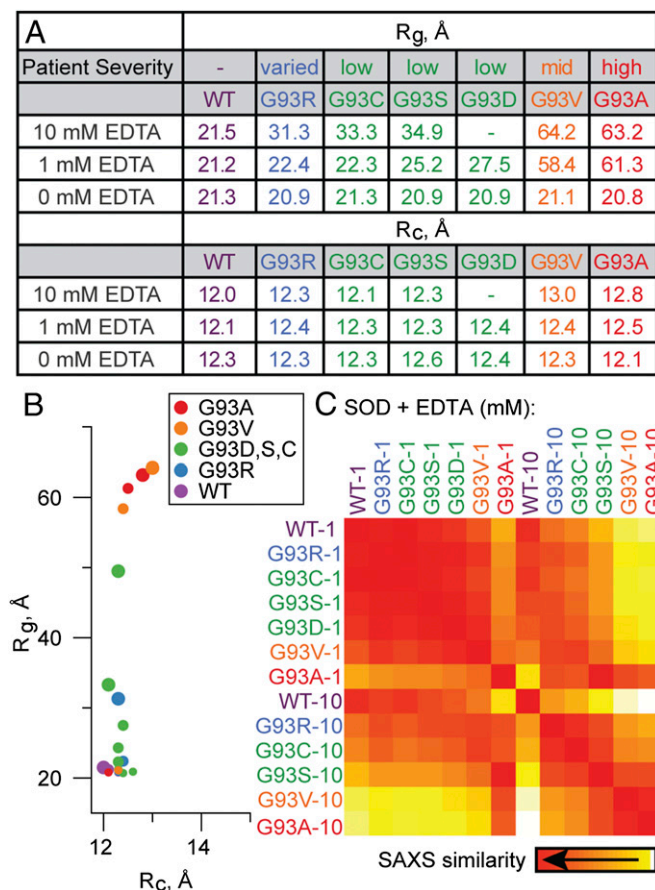 A
Rg, Å
Patient Severity - varied low low low mid high
WT G93R G93C G93S G93D G93V G93A
10 mM EDTA 21.5 31.3 33.3 34.9 - 64.2 63.2
1 mM EDTA 21.2 22.4 22.3 25.2 27.5 58.4 61.3
0 mM EDTA 21.3 20.9 21.3 20.9 20.9 21.1 20.8
Rc, Å
WT G93R G93C G93S G93D G93V G93A
10 mM EDTA 12.0 12.3 12.1 12.3 - 13.0 12.8
1 mM EDTA 12.1 12.4 12.3 12.3 12.4 12.4 12.5
0 mM EDTA 12.3 12.3 12.3 12.6 12.4 12.3 12.1
B
G93A
G93V
G93D,S,C
G93R
WT
60
40
20
Rg, Å
12 14
Rc, Å
C SOD + EDTA (mM):
WT-1 G93R-1 G93C-1 G93S-1 G93D-1 G93V-1 G93A-1 WT-10 G93R-10 G93C-10 G93S-10 G93V-10 G93A-10
WT-1
G93R-1
G93C-1
G93S-1
G93D-1
G93V-1
G93A-1
WT-10
G93R-10
G93C-10
G93S-10
G93V-10
G93A-10
SAXS similarity